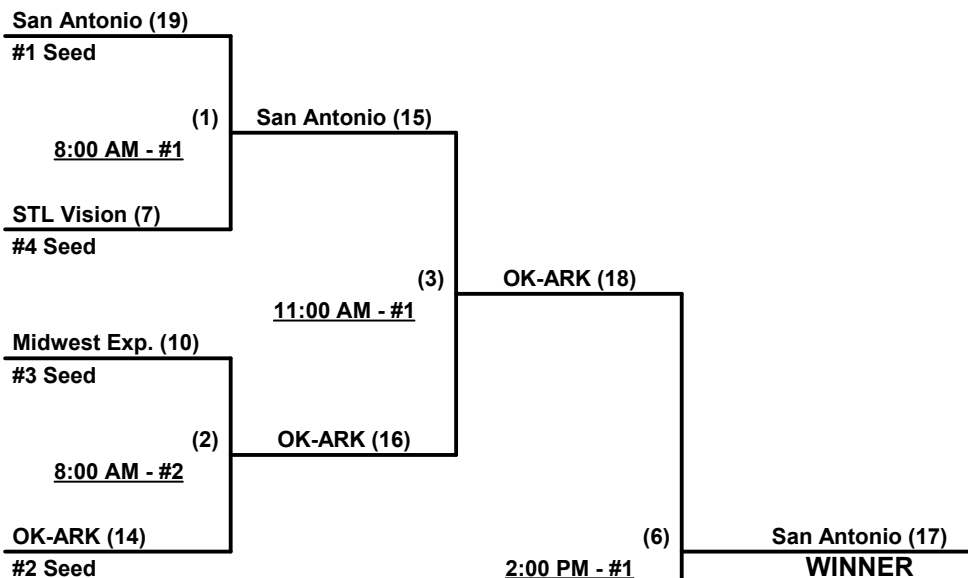 San Antonio (19)
#1 Seed
(1)
San Antonio (15)
8:00 AM - #1
STL Vision (7)
#4 Seed
(3)
OK-ARK (18)
11:00 AM - #1
Midwest Exp. (10)
#3 Seed
(2)
OK-ARK (16)
8:00 AM - #2
OK-ARK (14)
#2 Seed
(6)
San Antonio (17)
2:00 PM - #1
WINNER